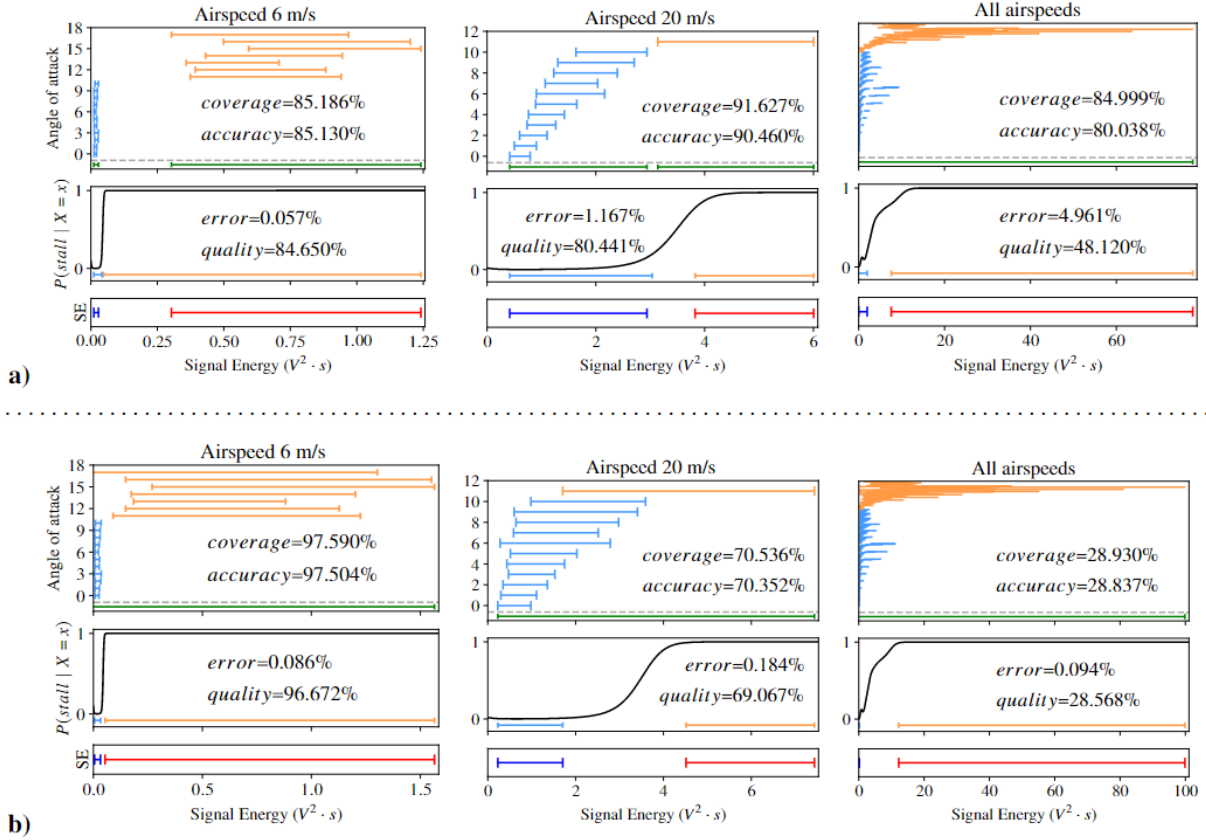 Airspeed 6 m/s
Angle of attack
18
15
12
9
6
3
0
coverage=85.186%
accuracy=85.130%
P(stall | X = x)
1
0
error=0.057%
quality=84.650%
SE
0.00 0.25 0.50 0.75 1.00 1.25
Signal Energy (V² · s)
Airspeed 20 m/s
12
10
8
6
4
2
0
coverage=91.627%
accuracy=90.460%
1
0
error=1.167%
quality=80.441%
0 2 4 6
Signal Energy (V² · s)
All airspeeds
coverage=84.999%
accuracy=80.038%
1
0
error=4.961%
quality=48.120%
0 20 40 60
Signal Energy (V² · s)
a)
Airspeed 6 m/s
Angle of attack
18
15
12
9
6
3
0
coverage=97.590%
accuracy=97.504%
P(stall | X = x)
1
0
error=0.086%
quality=96.672%
SE
0.0 0.5 1.0 1.5
Signal Energy (V² · s)
Airspeed 20 m/s
12
10
8
6
4
2
0
coverage=70.536%
accuracy=70.352%
1
0
error=0.184%
quality=69.067%
0 2 4 6
Signal Energy (V² · s)
All airspeeds
coverage=28.930%
accuracy=28.837%
1
0
error=0.094%
quality=28.568%
0 20 40 60 80 100
Signal Energy (V² · s)
b)